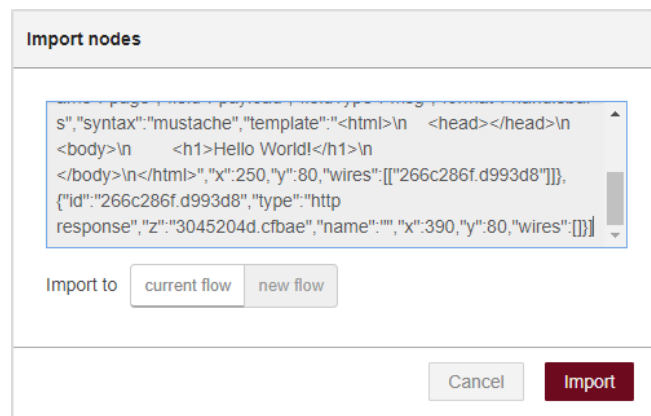 Import nodes
s","syntax":"mustache","template":"<html>\n    <head></head>\n
<body>\n        <h1>Hello World!</h1>\n
</body>\n</html>","x":250,"y":80,"wires":[["266c286f.d993d8"]]},
{"id":"266c286f.d993d8","type":"http
response","z":"3045204d.cfbae","name":"","x":390,"y":80,"wires":[]}]
Import to current flow new flow
Cancel Import